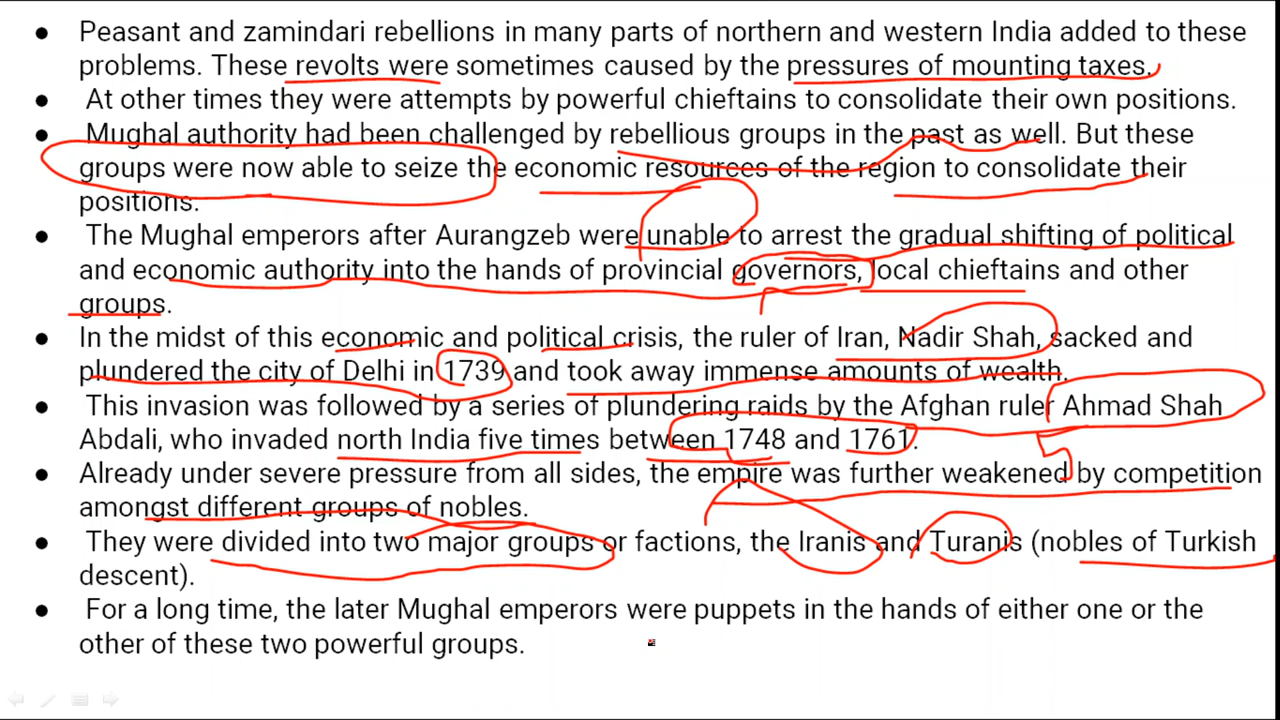 ● Peasant and zamindari rebellions in many parts of northern and western India added to these
problems. These revolts were sometimes caused by the pressures of mounting taxes.
● At other times they were attempts by powerful chieftains to consolidate their own positions.
● Mughal authority had been challenged by rebellious groups in the past as well. But these
groups were now able to seize the economic resources of the region to consolidate their
positions.
● The Mughal emperors after Aurangzeb were unable to arrest the gradual shifting of political
and economic authority into the hands of provincial governors, local chieftains and other
groups.
● In the midst of this economic and political crisis, the ruler of Iran, Nadir Shah, sacked and
plundered the city of Delhi in 1739 and took away immense amounts of wealth.
● This invasion was followed by a series of plundering raids by the Afghan ruler Ahmad Shah
Abdali, who invaded north India five times between 1748 and 1761.
5
● Already under severe pressure from all sides, the empire was further weakened by competition
amongst different groups of nobles.
● They were divided into two major groups or factions, the Iranis and Turanis (nobles of Turkish
descent).
● For a long time, the later Mughal emperors were puppets in the hands of either one or the
other of these two powerful groups.